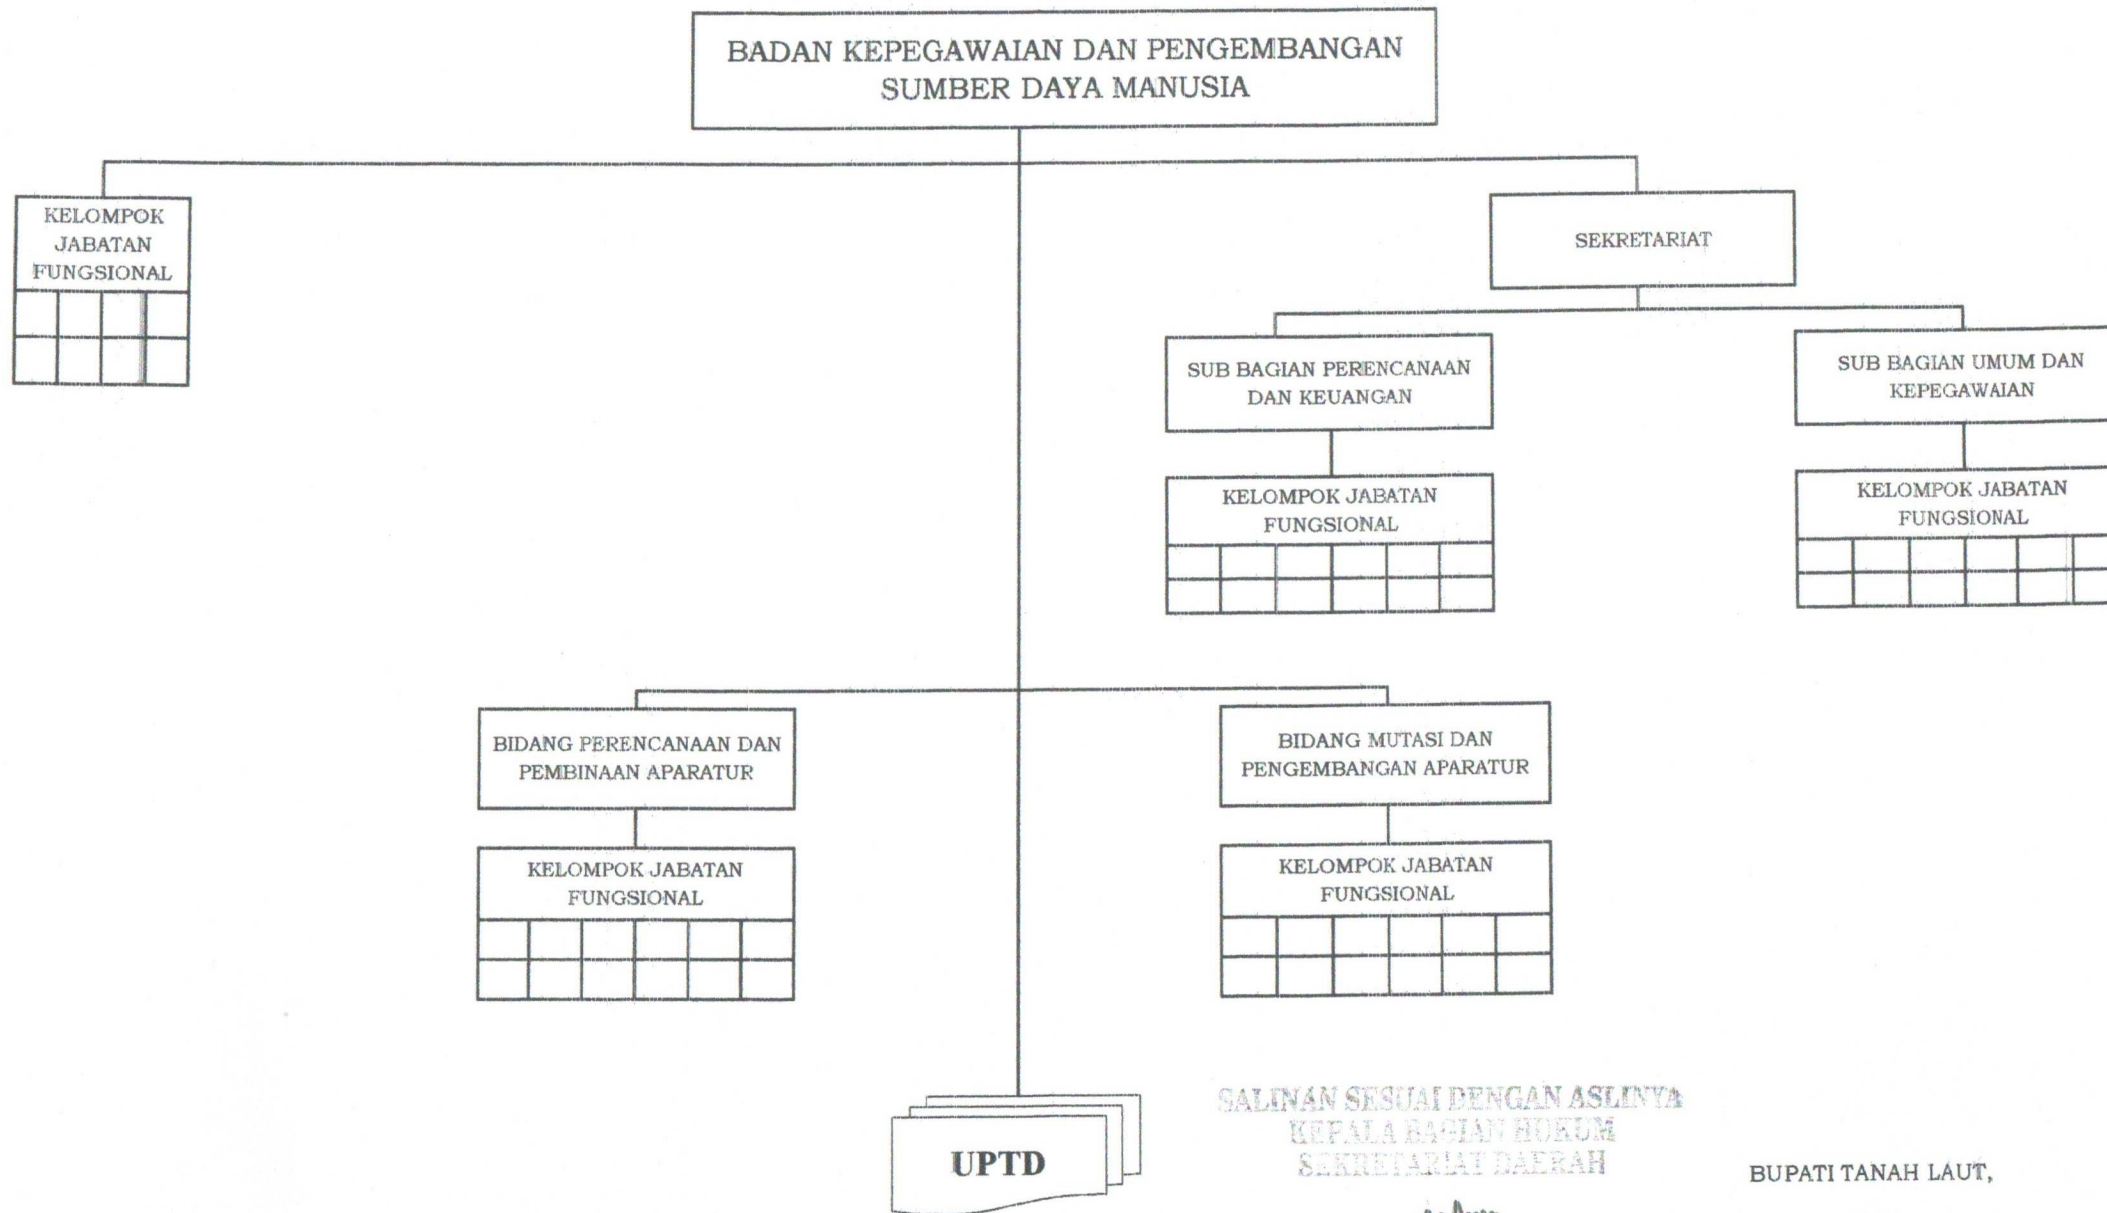 BADAN KEPEGAWAIAN DAN PENGEMBANGAN
SUMBER DAYA MANUSIA
KELOMPOK
JABATAN
FUNGSIONAL
SEKRETARIAT
SUB BAGIAN PERENCANAAN
DAN KEUANGAN
SUB BAGIAN UMUM DAN
KEPEGAWAIAN
KELOMPOK JABATAN
FUNGSIONAL
KELOMPOK JABATAN
FUNGSIONAL
BIDANG PERENCANAAN DAN
PEMBINAAN APARATUR
BIDANG MUTASI DAN
PENGEMBANGAN APARATUR
KELOMPOK JABATAN
FUNGSIONAL
KELOMPOK JABATAN
FUNGSIONAL
UPTD
SALINAN SESUAI DENGAN ASLINYA
KEPALA BAGIAN HUKUM
SEKRETARIAT DAERAH
BUPATI TANAH LAUT,